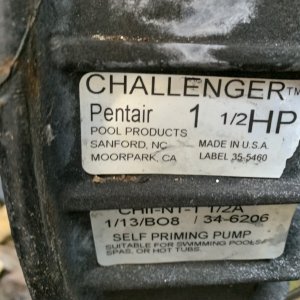 CHALLENGER™
Pentair 1 1/2HP
POOL PRODUCTS
SANFORD, NC MADE IN U.S.A.
MOORPARK, CA LABEL 35-5460
CHII-N1-1 1/2A
1/13/BO8 / 34-6206
SELF PRIMING PUMP
SUITABLE FOR SWIMMING POOLS,
SPAS, OR HOT TUBS.